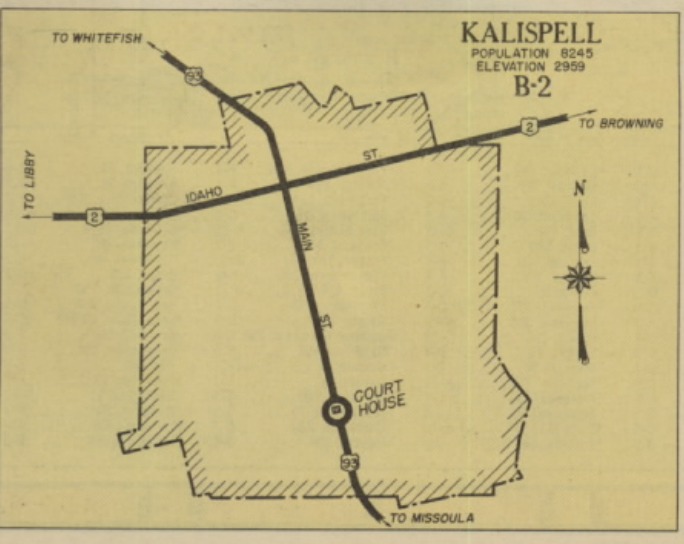 KALISPELL
POPULATION 8245
ELEVATION 2959
B-2
TO WHITEFISH
93
2
TO BROWNING
TO LIBBY
2
IDAHO
ST.
N
MAIN
ST.
COURT
HOUSE
93
TO MISSOULA